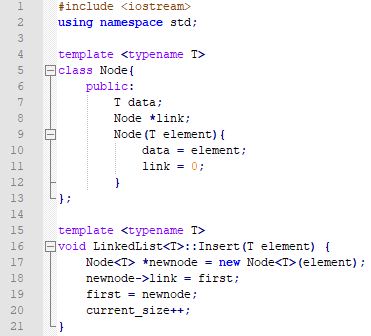 1 #include <iostream>
2 using namespace std;
3
4 template <typename T>
5 class Node{
6     public:
7         T data;
8         Node *link;
9         Node(T element){
10             data = element;
11             link = 0;
12         }
13 };
14
15 template <typename T>
16 void LinkedList<T>::Insert(T element) {
17     Node<T> *newnode = new Node<T>(element);
18     newnode->link = first;
19     first = newnode;
20     current_size++;
21 }